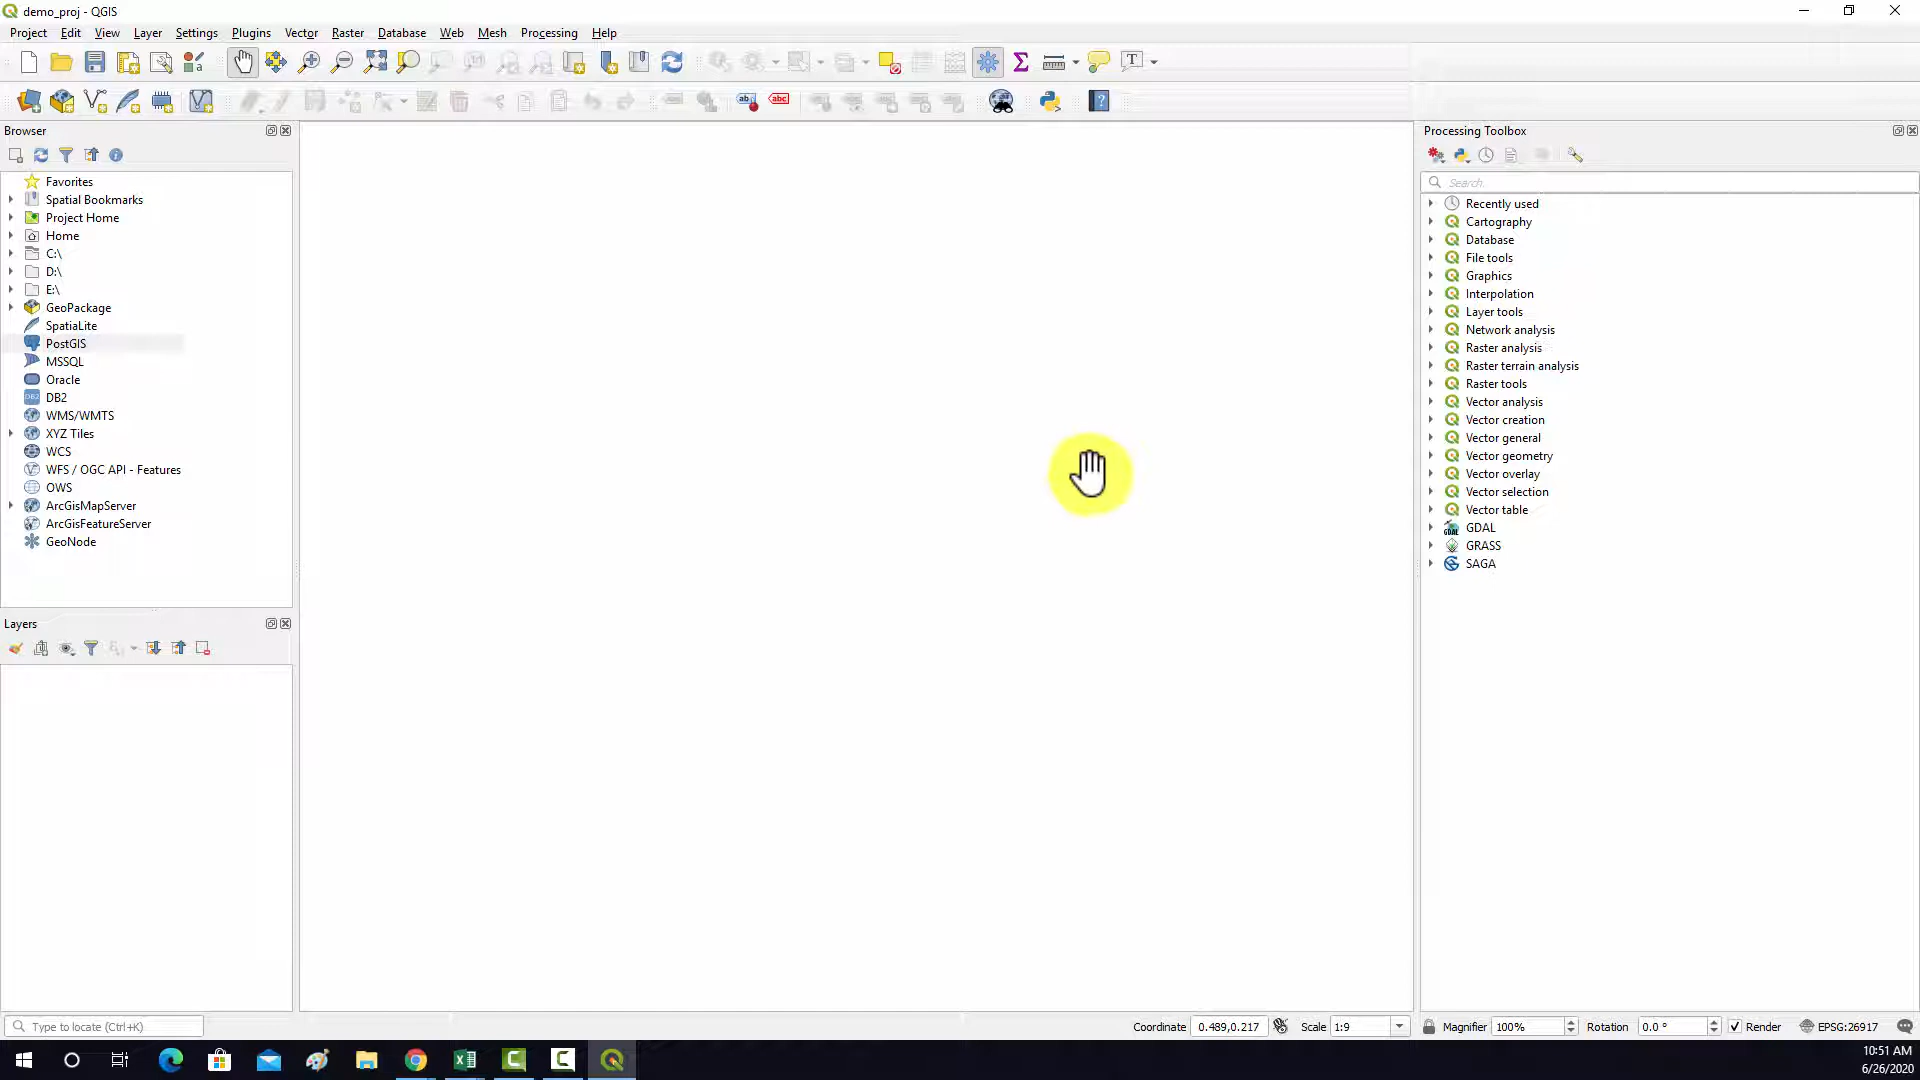 demo_proj - QGIS
Project Edit View Layer Settings Plugins Vector Raster Database Web Mesh Processing Help
Browser
Favorites
Spatial Bookmarks
Project Home
Home
C:\
D:\
E:\
GeoPackage
SpatiaLite
PostGIS
MSSQL
Oracle
DB2
WMS/WMTS
XYZ Tiles
WCS
WFS / OGC API - Features
OWS
ArcGisMapServer
ArcGisFeatureServer
GeoNode
Layers
Processing Toolbox
Search
Recently used
Cartography
Database
File tools
Graphics
Interpolation
Layer tools
Network analysis
Raster analysis
Raster terrain analysis
Raster tools
Vector analysis
Vector creation
Vector general
Vector geometry
Vector overlay
Vector selection
Vector table
GDAL
GRASS
SAGA
Type to locate (Ctrl+K)
Coordinate 0.489,0.217 Scale 1:9 Magnifier 100% Rotation 0.0 ° Render EPSG:26917
10:51 AM
6/26/2020